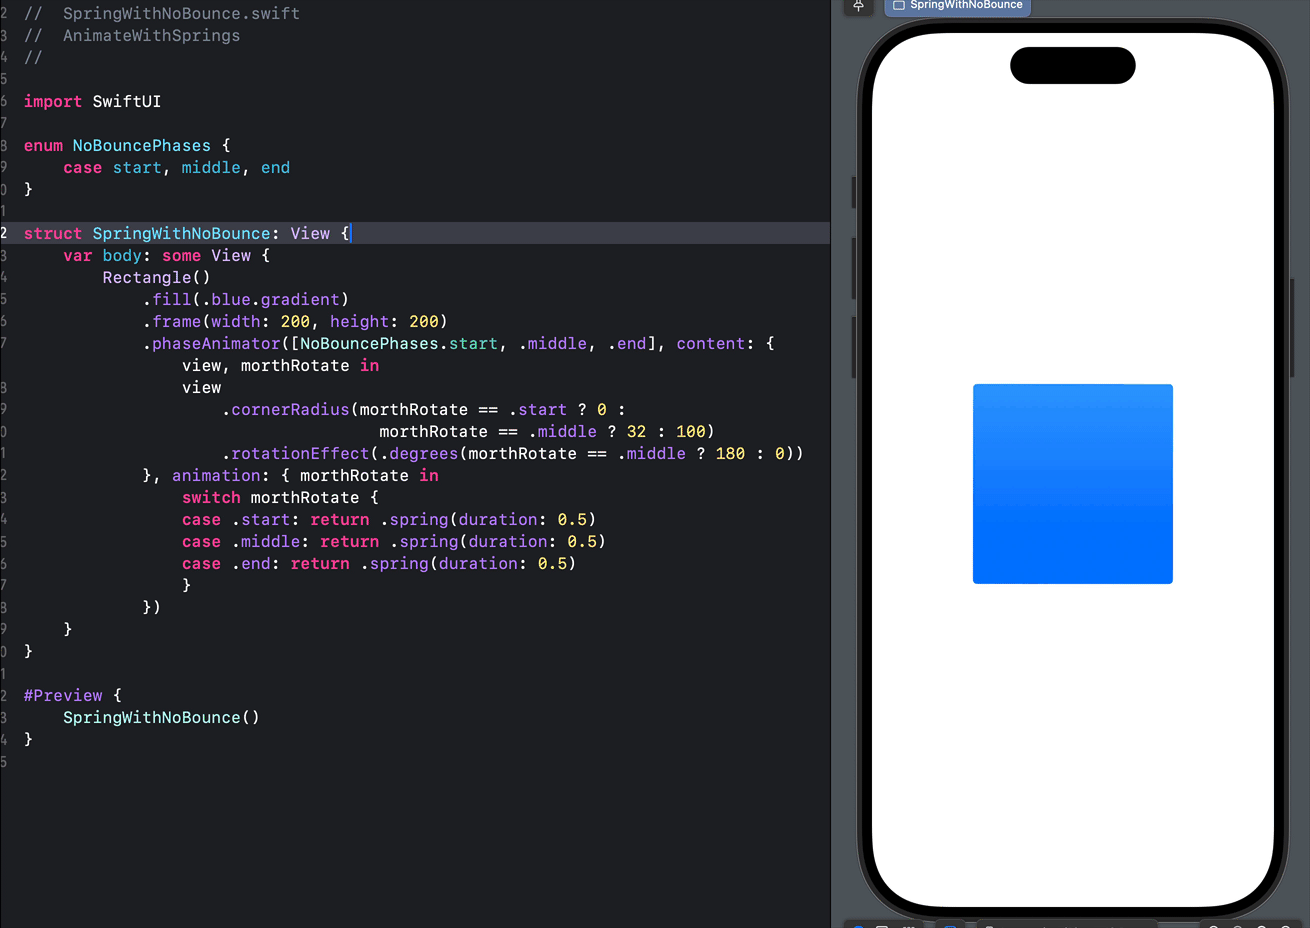 2 //  SpringWithNoBounce.swift
3 //  AnimateWithSprings
4 //
5
6 import SwiftUI
7
8 enum NoBouncePhases {
9     case start, middle, end
0 }
1
2 struct SpringWithNoBounce: View {
3     var body: some View {
4         Rectangle()
5             .fill(.blue.gradient)
6             .frame(width: 200, height: 200)
7             .phaseAnimator([NoBouncePhases.start, .middle, .end], content: {
                view, morthRotate in
8                 view
9                     .cornerRadius(morthRotate == .start ? 0 :
0                                     morthRotate == .middle ? 32 : 100)
1                     .rotationEffect(.degrees(morthRotate == .middle ? 180 : 0))
2             }, animation: { morthRotate in
3                 switch morthRotate {
4                 case .start: return .spring(duration: 0.5)
5                 case .middle: return .spring(duration: 0.5)
6                 case .end: return .spring(duration: 0.5)
7                 }
8             })
9     }
0 }
1
2 #Preview {
3     SpringWithNoBounce()
4 }
5
SpringWithNoBounce